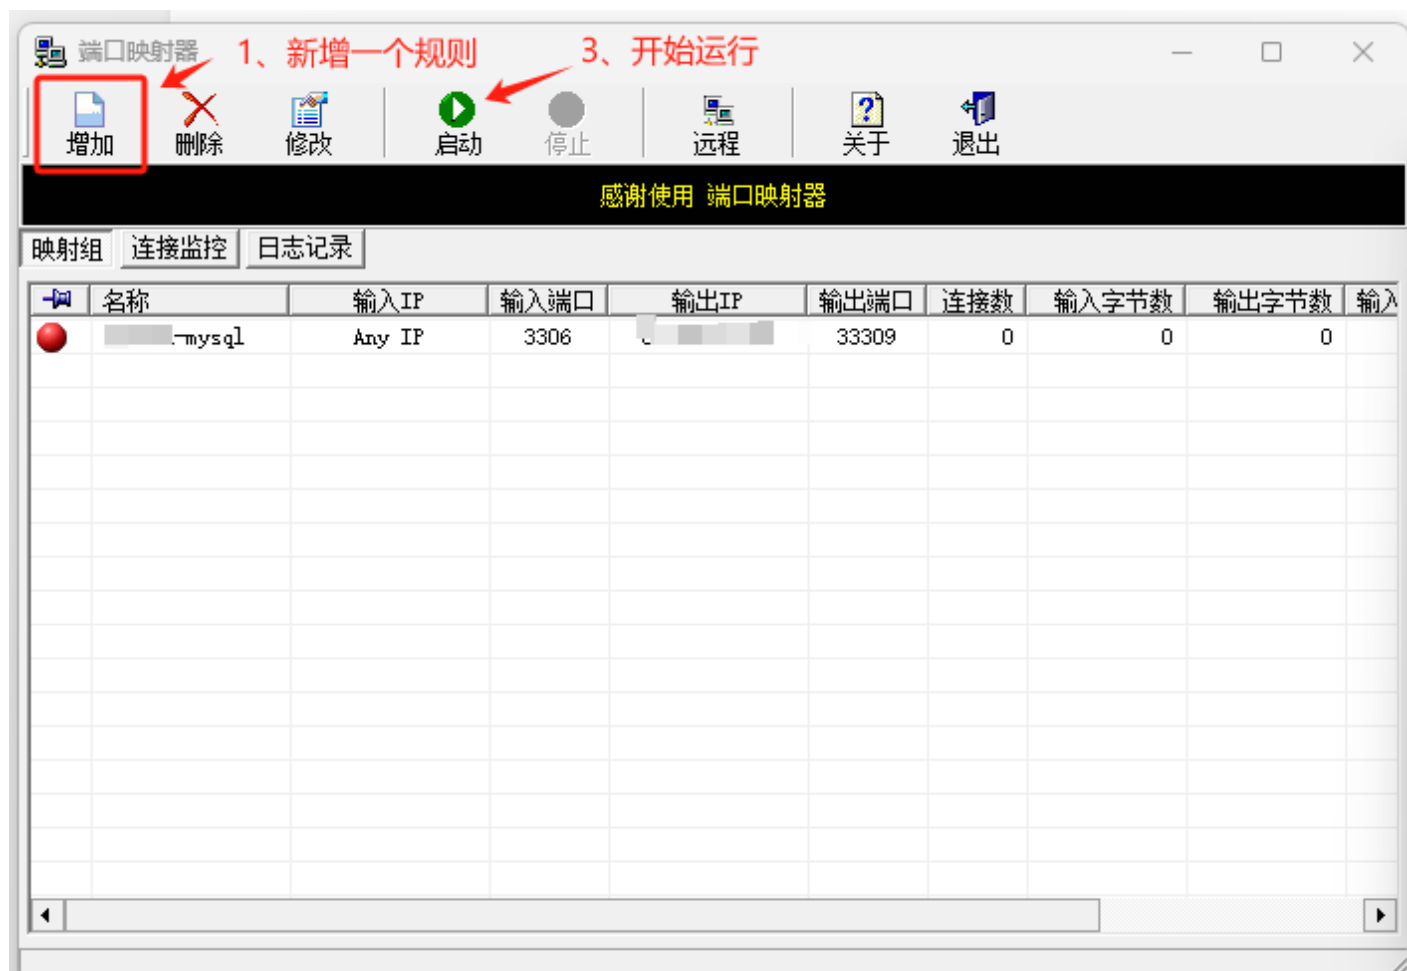 端口映射器 1、新增一个规则 3、开始运行
增加 删除 修改 启动 停止 远程 关于 退出
感谢使用 端口映射器
映射组 连接监控 日志记录
名称 输入IP 输入端口 输出IP 输出端口 连接数 输入字节数 输出字节数 输入
-mysql Any IP 3306 33309 0 0 0